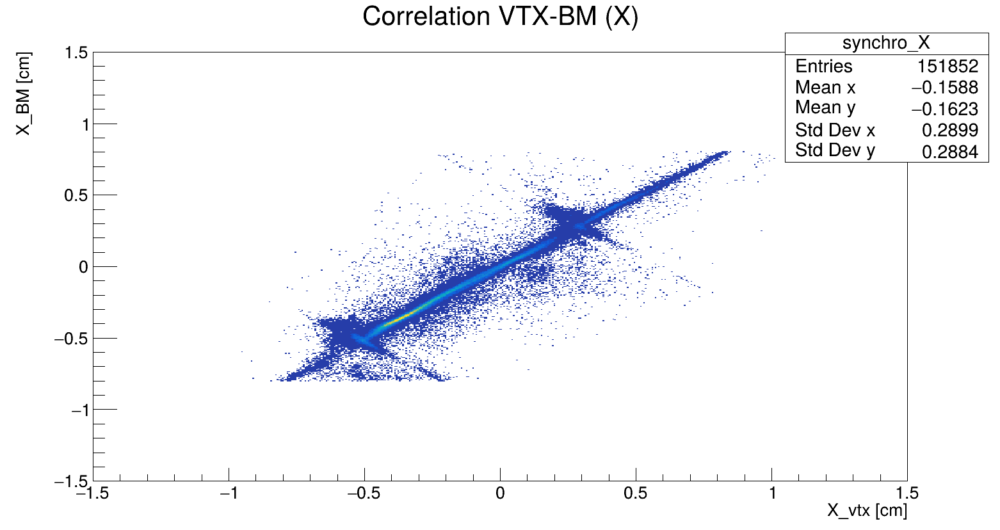 Correlation VTX-BM (X)
synchro_X
Entries 151852
Mean x −0.1588
Mean y −0.1623
Std Dev x 0.2899
Std Dev y 0.2884
X_BM [cm]
1.5
1
0.5
0
−0.5
−1
−1.5
−1.5 −1 −0.5 0 0.5 1 1.5
X_vtx [cm]